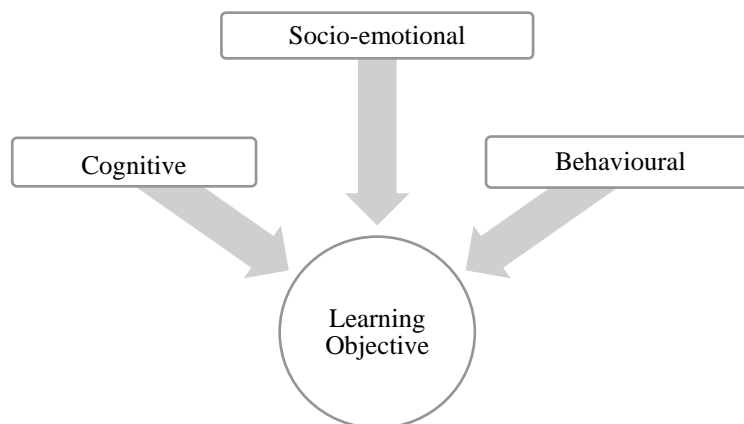 Socio-emotional
Cognitive
Behavioural
Learning
Objective